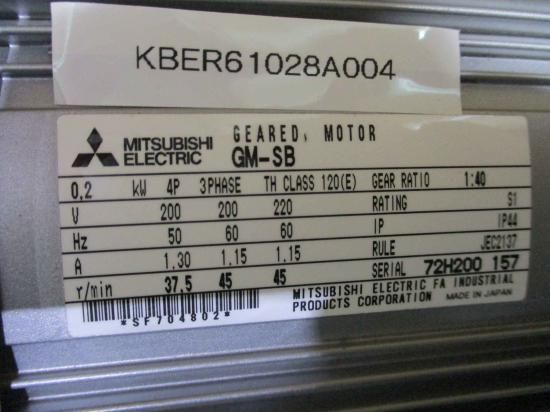 KBER61028A004
MITSUBISHI ELECTRIC
GEARED MOTOR
GM-SB
0.2 kW 4P 3PHASE TH CLASS 120(E) GEAR RATIO 1:40
V 200 200 220 RATING S1
Hz 50 60 60 IP IP44
A 1.30 1.15 1.15 RULE JEC2137
r/min 37.5 45 45 SERIAL 72H200 157
*SF704802*
MITSUBISHI ELECTRIC FA INDUSTRIAL
PRODUCTS CORPORATION MADE IN JAPAN